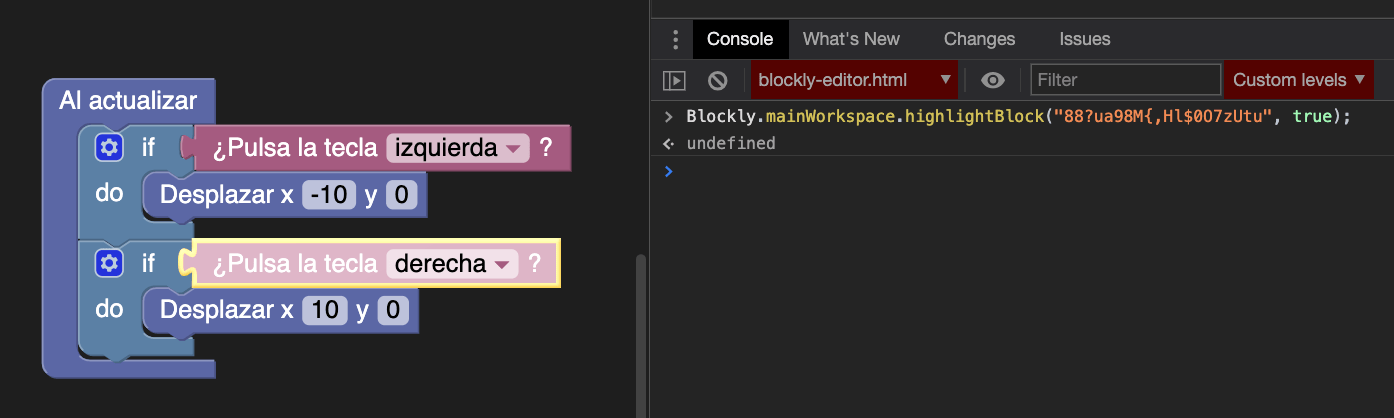 Al actualizar
if ¿Pulsa la tecla izquierda ?
do Desplazar x -10 y 0
if ¿Pulsa la tecla derecha ?
do Desplazar x 10 y 0
Console What's New Changes Issues
blockly-editor.html Filter Custom levels
Blockly.mainWorkspace.highlightBlock("88?ua98M{,Hl$0O7zUtu", true);
undefined